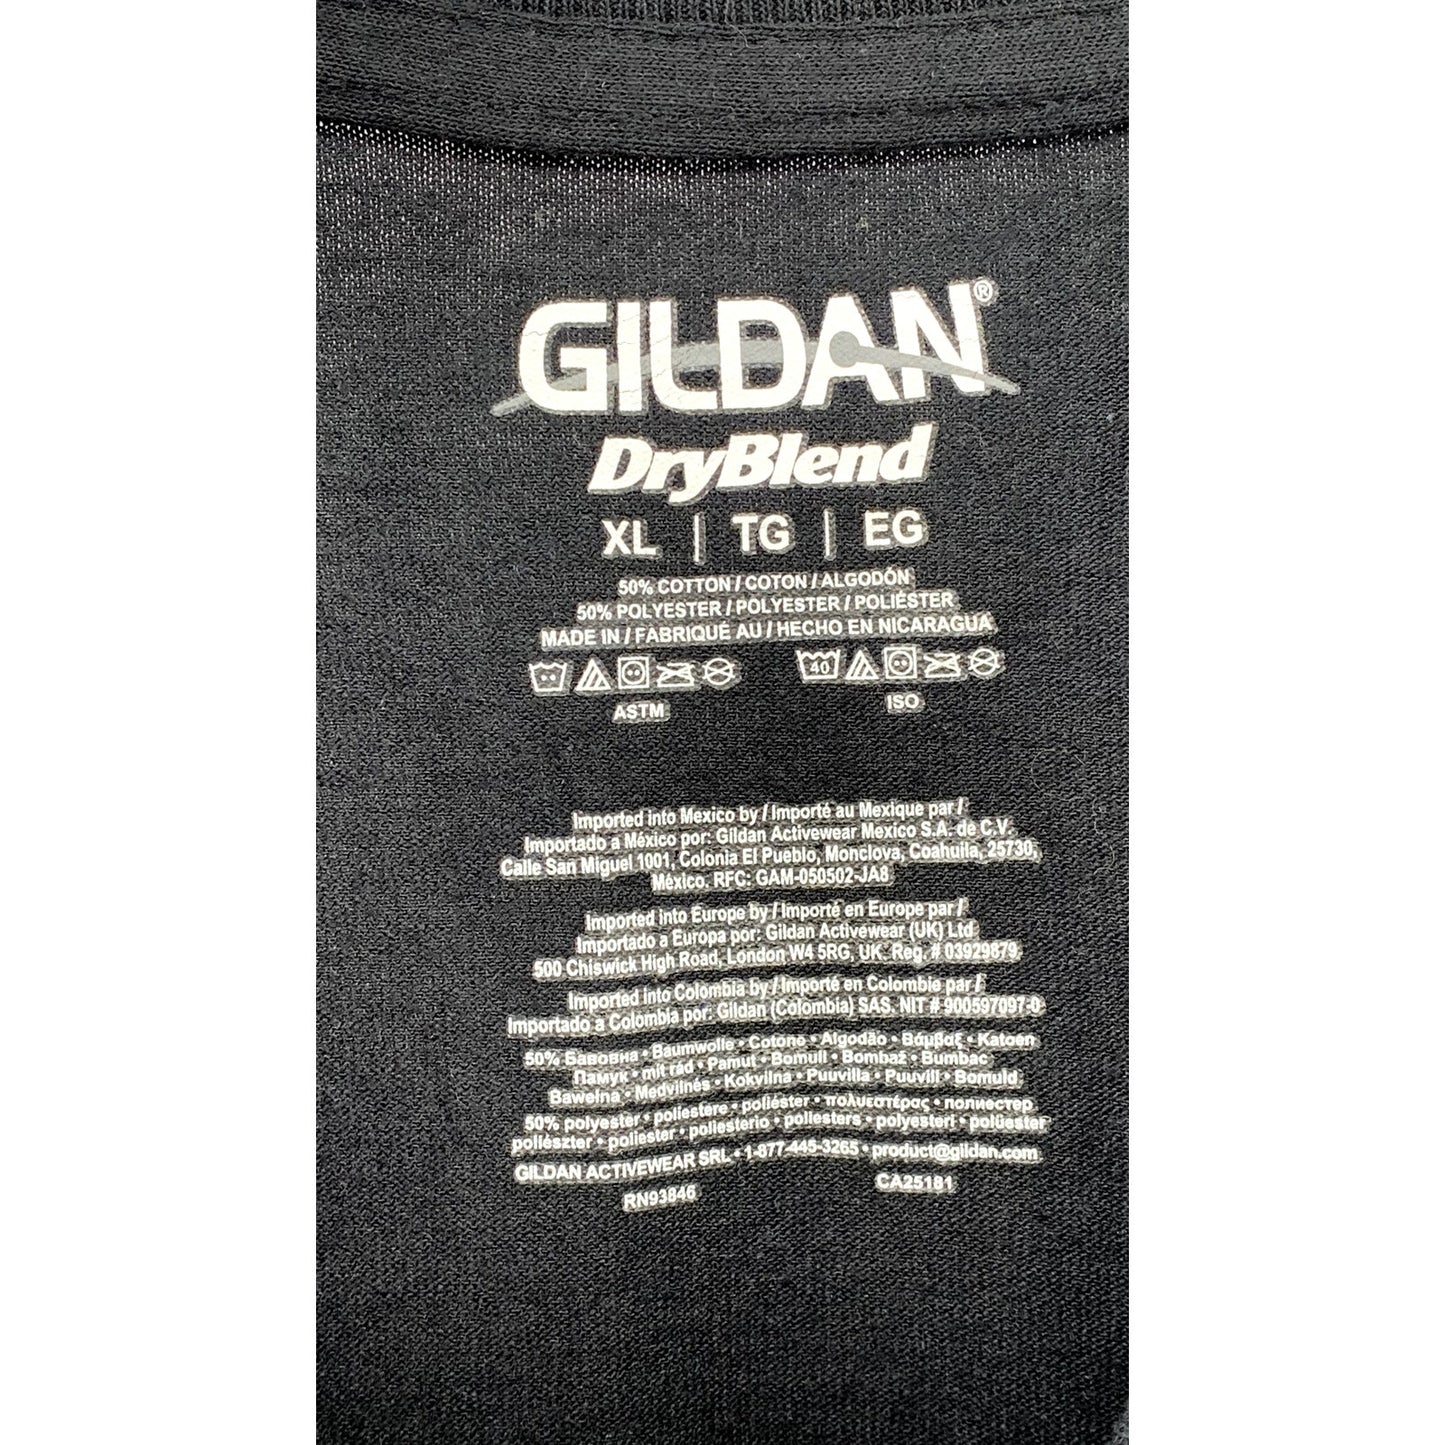 GILDAN®
DryBlend
XL | TG | EG
50% COTTON / COTON / ALGODÓN
50% POLYESTER / POLYESTER / POLIÉSTER
MADE IN / FABRIQUÉ AU / HECHO EN NICARAGUA
40
ASTM ISO
Imported into Mexico by / Importé au Mexique par /
Importado a México por: Gildan Activewear Mexico S.A. de C.V.
Calle San Miguel 1001, Colonia El Pueblo, Monclova, Coahuila, 25730,
México. RFC: GAM-050502-JA8
Imported into Europe by / Importé en Europe par /
Importado a Europa por: Gildan Activewear (UK) Ltd
500 Chiswick High Road, London W4 5RG, UK. Reg. # 03929879
Imported into Colombia by / Importé en Colombie par /
Importado a Colombia por: Gildan (Colombia) SAS. NIT # 900597097-0
50% Бавовна • Baumwolle • Cotone • Algodão • Βάμβαξ • Katoen
Памук • mit rád • Pamut • Bomull • Bombaž • Bumbac
Bawełna • Medvilnės • Kokvilna • Puuvilla • Puuvill • Bomuld
50% polyester • poliestere • poliéster • πολυεστέρας • полиестер
poliészter • poliester • poliesterio • poliesters • polyesteri • polüester
GILDAN ACTIVEWEAR SRL • 1-877-445-3265 • product@gildan.com
RN93846 CA25181